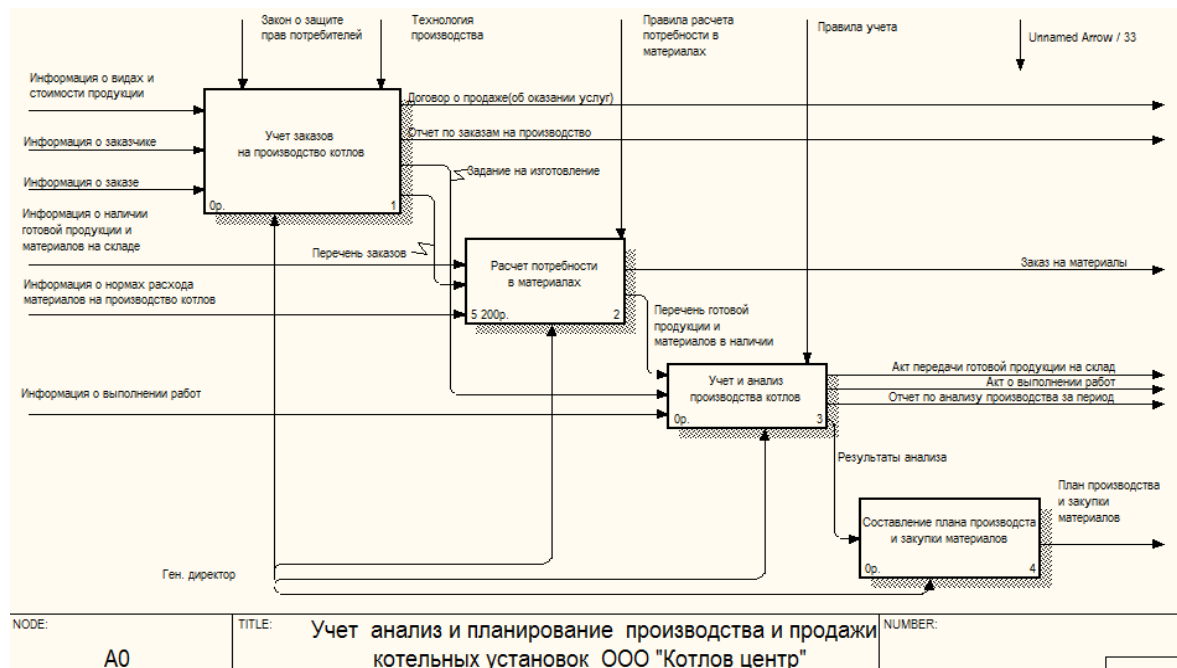 Закон о защите
прав потребителей
Технология
производства
Правила расчета
потребности в
материалах
Правила учета
Unnamed Arrow / 33
Информация о видах и
стоимости продукции
Информация о заказчике
Информация о заказе
Учет заказов
на производство котлов
0р.
1
Договор о продаже(об оказании услуг)
Отчет по заказам на производство
Задание на изготовление
Информация о наличии
готовой продукции и
материалов на складе
Перечень заказов
Информация о нормах расхода
материалов на производство котлов
Расчет потребности
в материалах
5 200р.
2
Заказ на материалы
Перечень готовой
продукции и
материалов в наличии
Информация о выполнении работ
Учет и анализ
производства котлов
0р.
3
Акт передачи готовой продукции на склад
Акт о выполнении работ
Отчет по анализу производства за период
Результаты анализа
Составление плана производста
и закупки материалов
0р.
4
План производства
и закупки
материалов
Ген. директор
NODE:
A0
TITLE:
Учет анализ и планирование производства и продажи
котельных установок ООО "Котлов центр"
NUMBER: